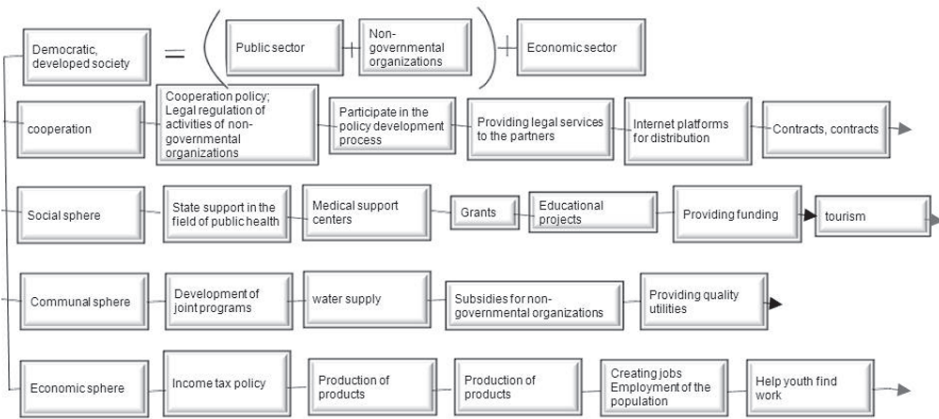 Democratic,
developed society
=
(
Public sector
+
Non-
governmental
organizations
)
+
Economic sector
cooperation
Cooperation policy;
Legal regulation of
activities of non-
governmental
organizations
Participate in the
policy development
process
Providing legal services
to the partners
Internet platforms
for distribution
Contracts, contracts
Social sphere
State support in the
field of public health
Medical support
centers
Grants
Educational
projects
Providing funding
tourism
Communal sphere
Development of
joint programs
water supply
Subsidies for non-
governmental organizations
Providing quality
utilities
Economic sphere
Income tax policy
Production of
products
Production of
products
Creating jobs
Employment of the
population
Help youth find
work